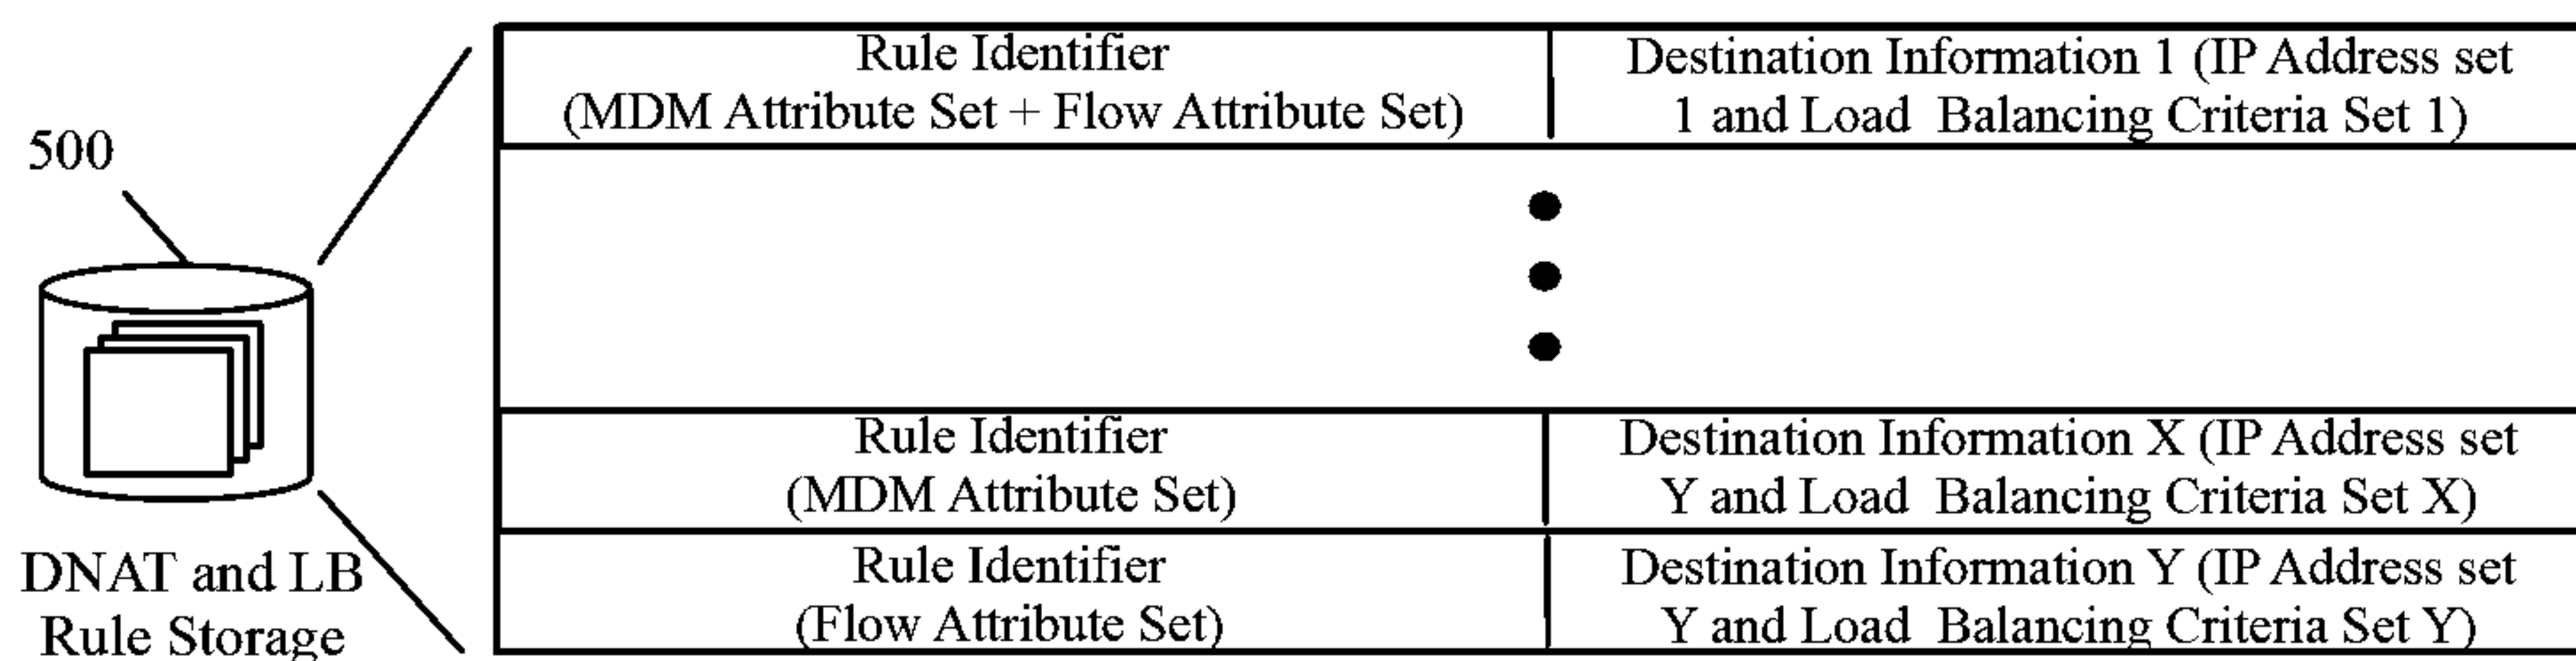 Rule Identifier
(MDM Attribute Set + Flow Attribute Set)
Destination Information 1 (IP Address set
1 and Load Balancing Criteria Set 1)
500
Rule Identifier
(MDM Attribute Set)
Destination Information X (IP Address set
Y and Load Balancing Criteria Set X)
Rule Identifier
(Flow Attribute Set)
Destination Information Y (IP Address set
Y and Load Balancing Criteria Set Y)
DNAT and LB
Rule Storage